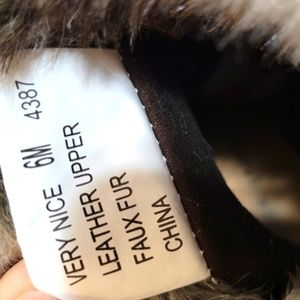 6M 4387
VERY NICE
LEATHER UPPER
FAUX FUR
CHINA